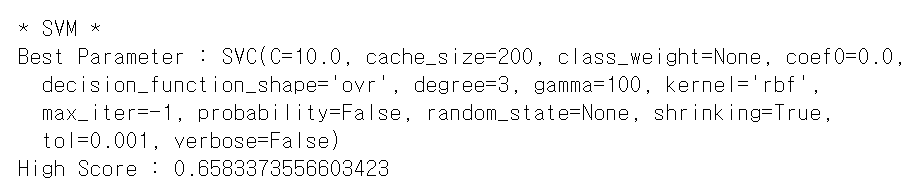 * SVM *
Best Parameter : SVC(C=10.0, cache_size=200, class_weight=None, coef0=0.0,
  decision_function_shape='ovr', degree=3, gamma=100, kernel='rbf',
  max_iter=-1, probability=False, random_state=None, shrinking=True,
  tol=0.001, verbose=False)
High Score : 0.6583373556603423